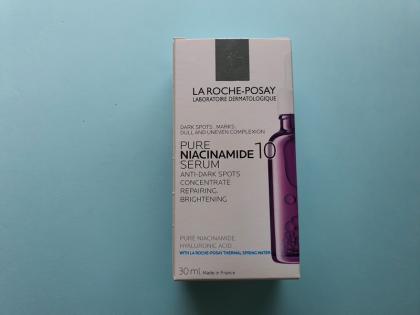 LA ROCHE-POSAY
LABORATOIRE DERMATOLOGIQUE
DARK SPOTS, MARKS,
DULL AND UNEVEN COMPLEXION
PURE
NIACINAMIDE 10
SERUM
ANTI-DARK SPOTS
CONCENTRATE
REPAIRING,
BRIGHTENING
PURE NIACINAMIDE
HYALURONIC ACID
WITH LA ROCHE-POSAY THERMAL SPRING WATER
30 ml Made in France